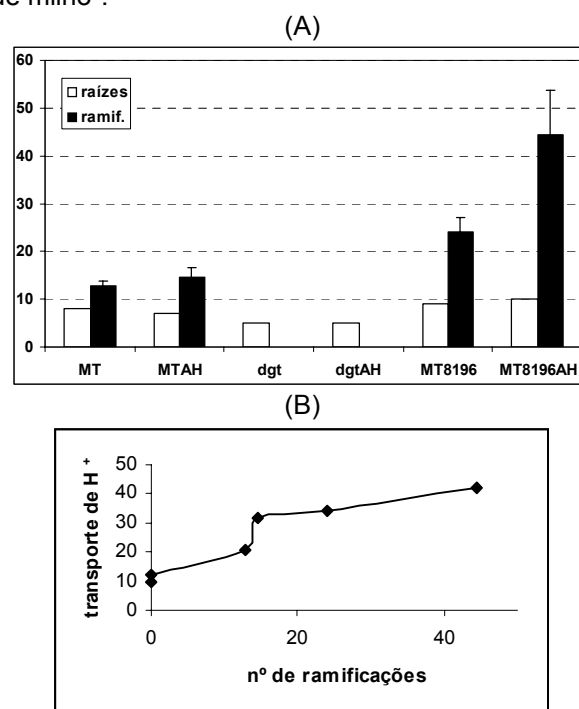 de milho".
(A)
60
50
40
30
20
10
0
raízes
ramif.
MT MTAH dgt dgtAH MT8196 MT8196AH
(B)
transporte de H +
50
40
30
20
10
0
0 20 40
nº de ramificações